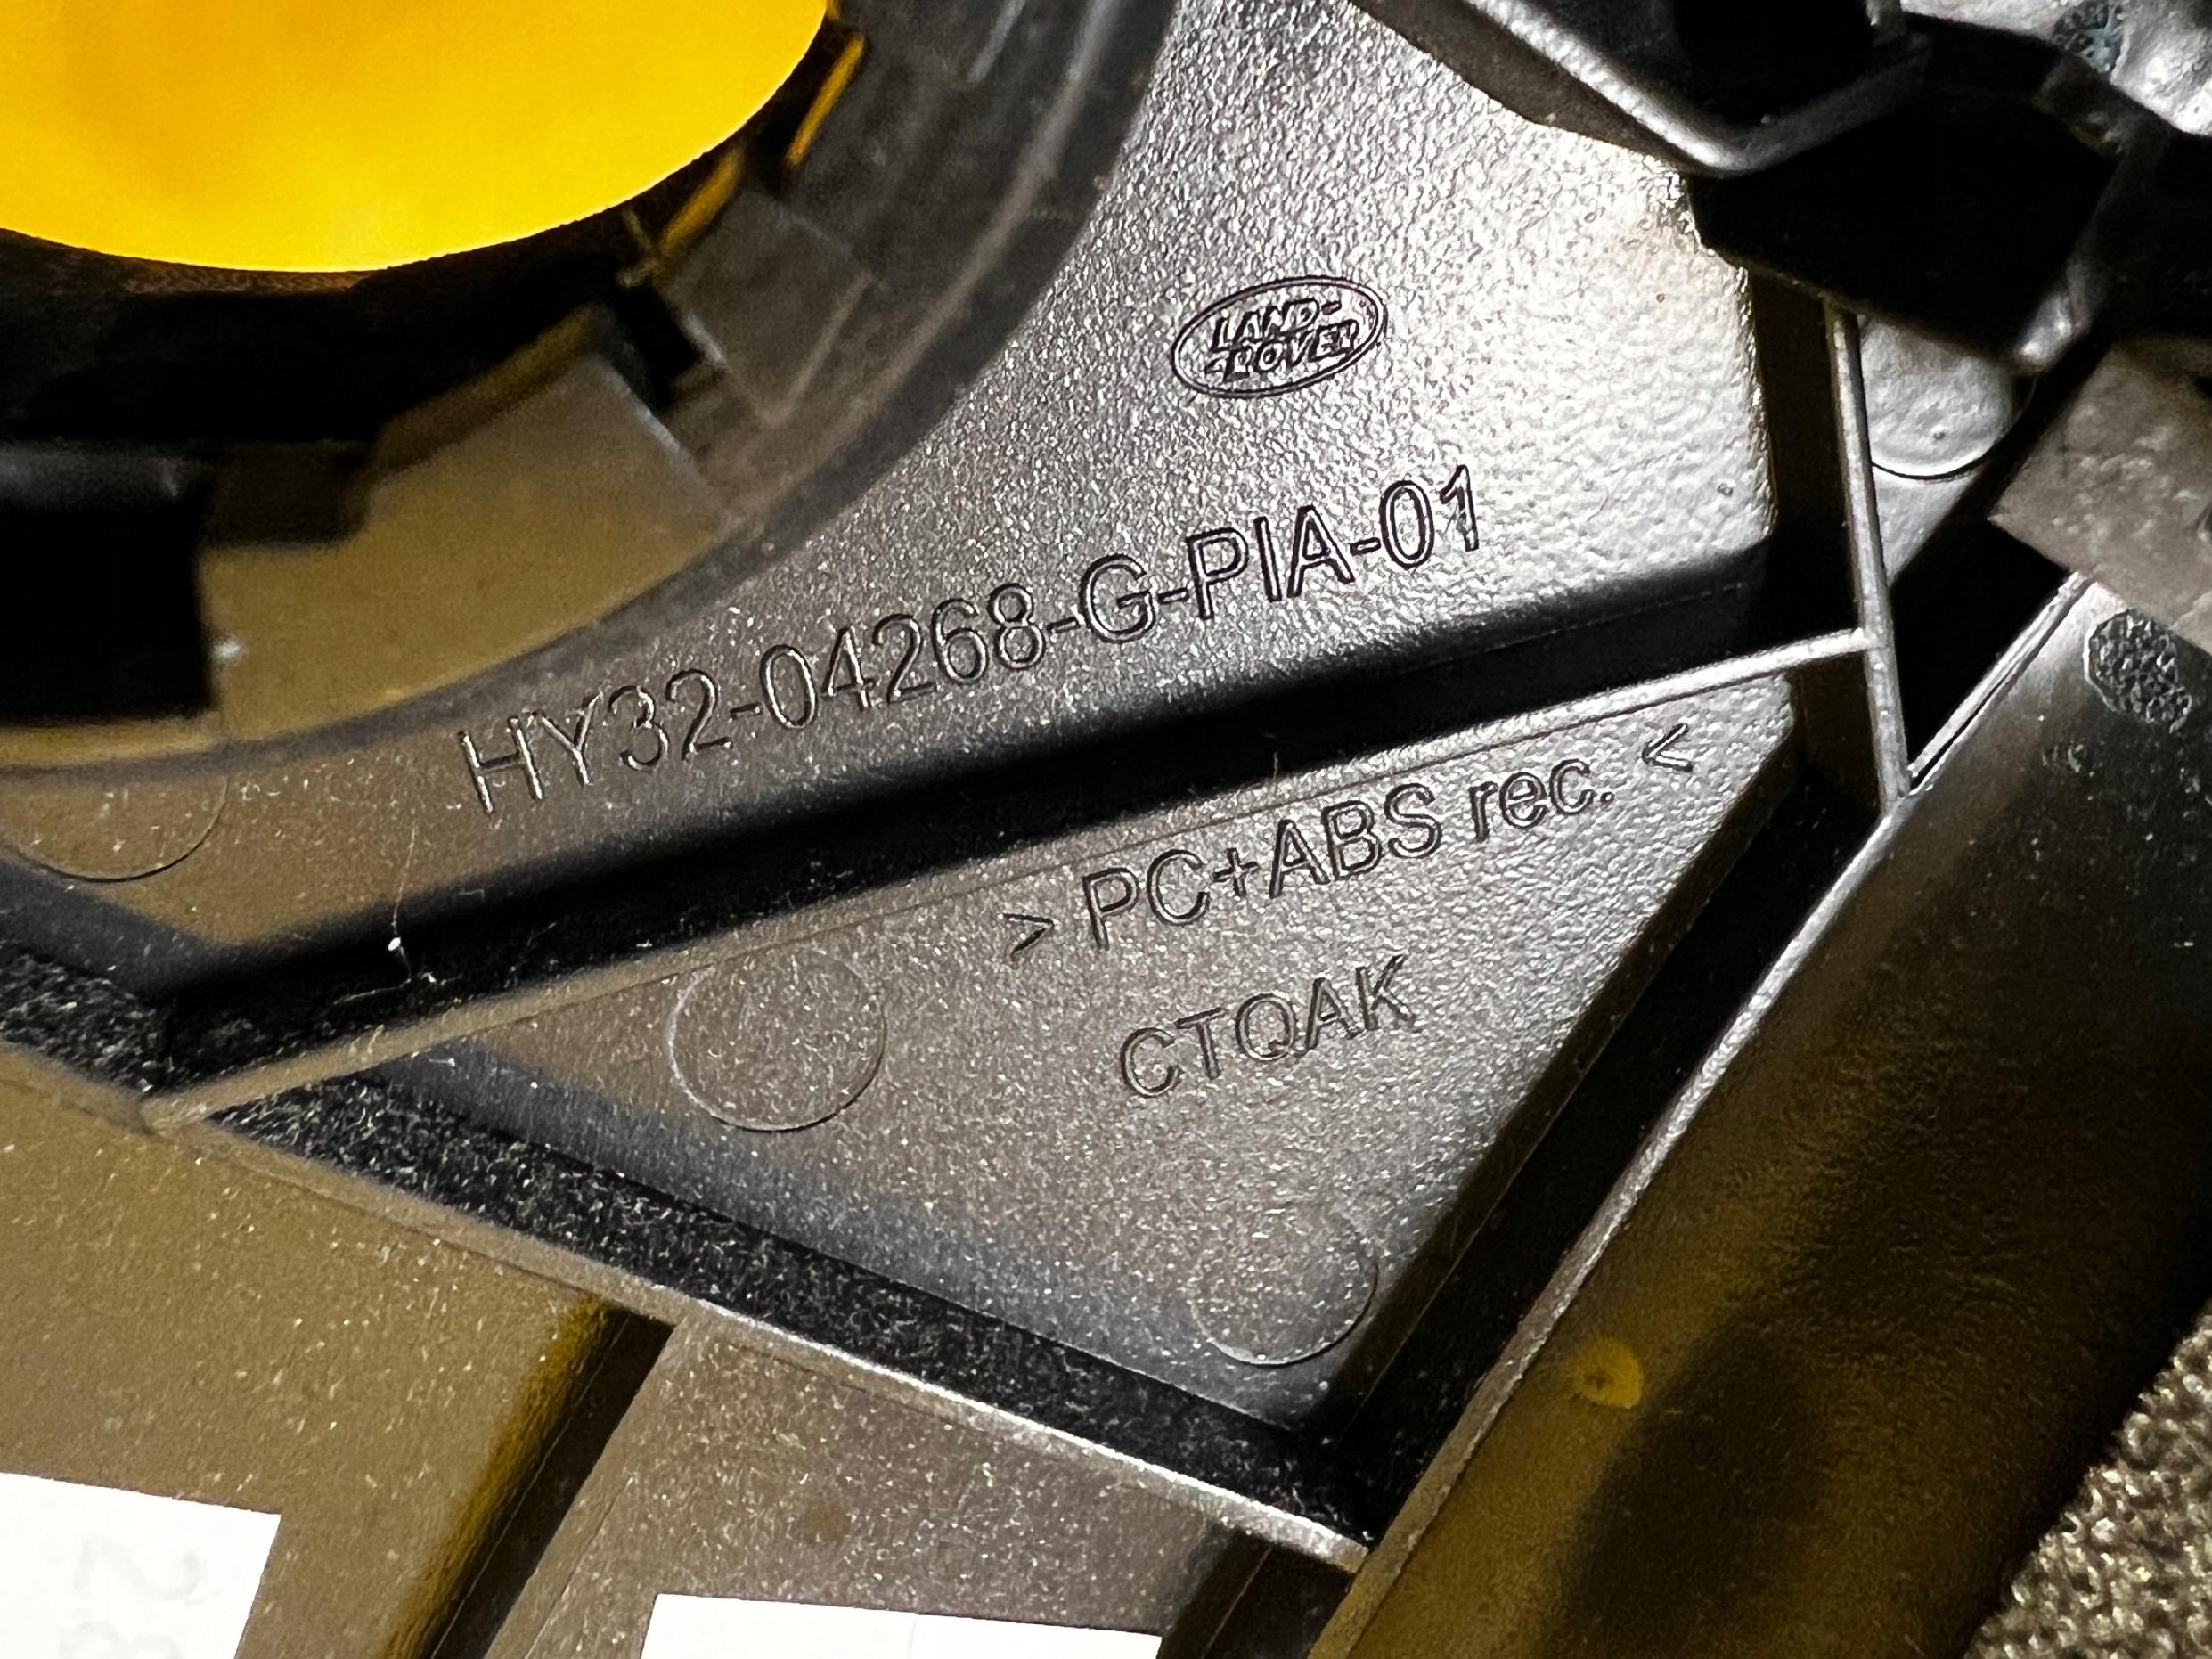 LAND-
-ROVER
HY32-04268-G-PIA-01
>PC+ABS rec. <
CTQAK